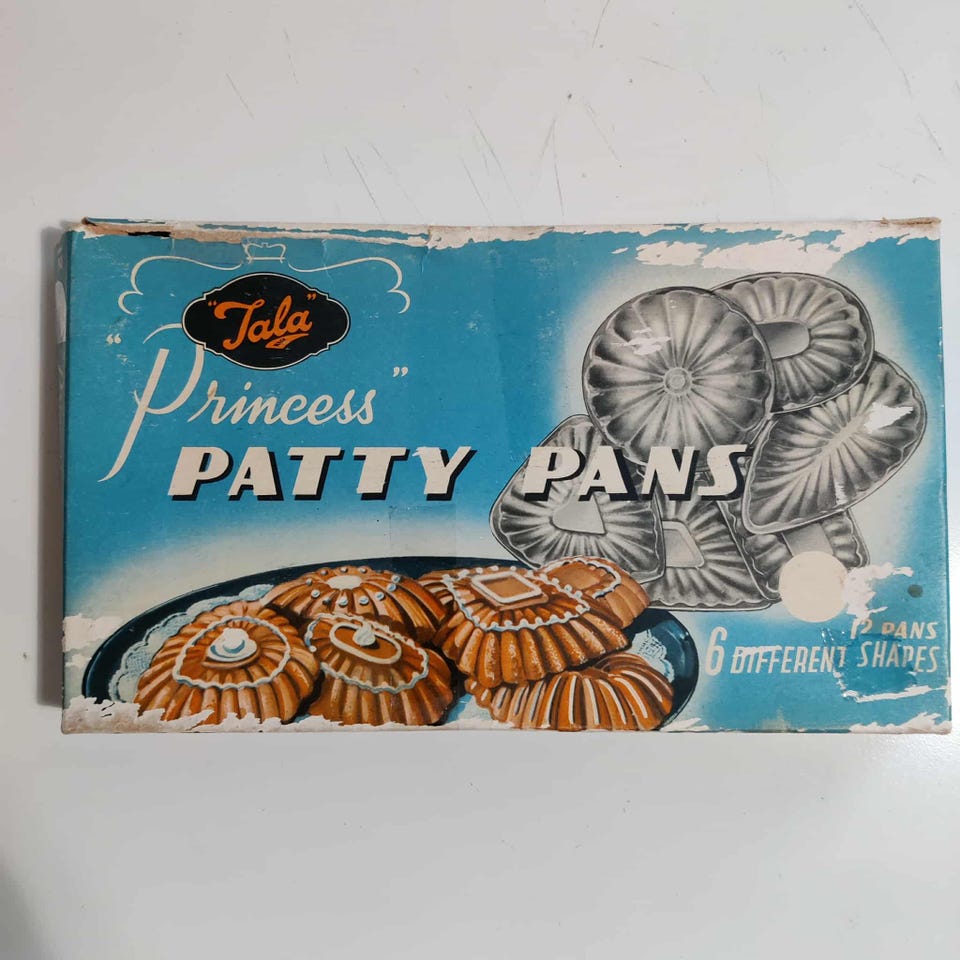 "Tala"
"Princess"
PATTY PANS
12 PANS
6 DIFFERENT SHAPES